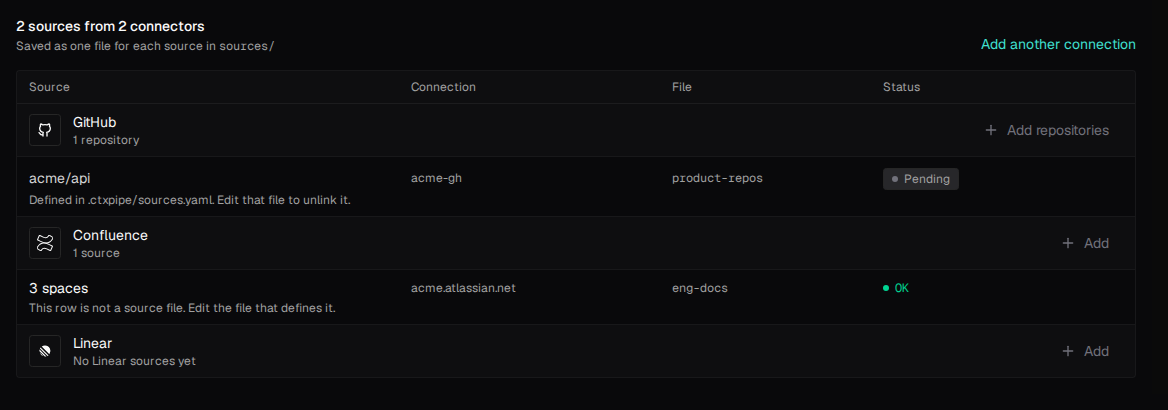 2 sources from 2 connectors
Saved as one file for each source in sources/
Add another connection
Source Connection File Status
GitHub
1 repository
+ Add repositories
acme/api acme-gh product-repos Pending
Defined in .ctxpipe/sources.yaml. Edit that file to unlink it.
Confluence
1 source
+ Add
3 spaces acme.atlassian.net eng-docs OK
This row is not a source file. Edit the file that defines it.
Linear
No Linear sources yet
+ Add